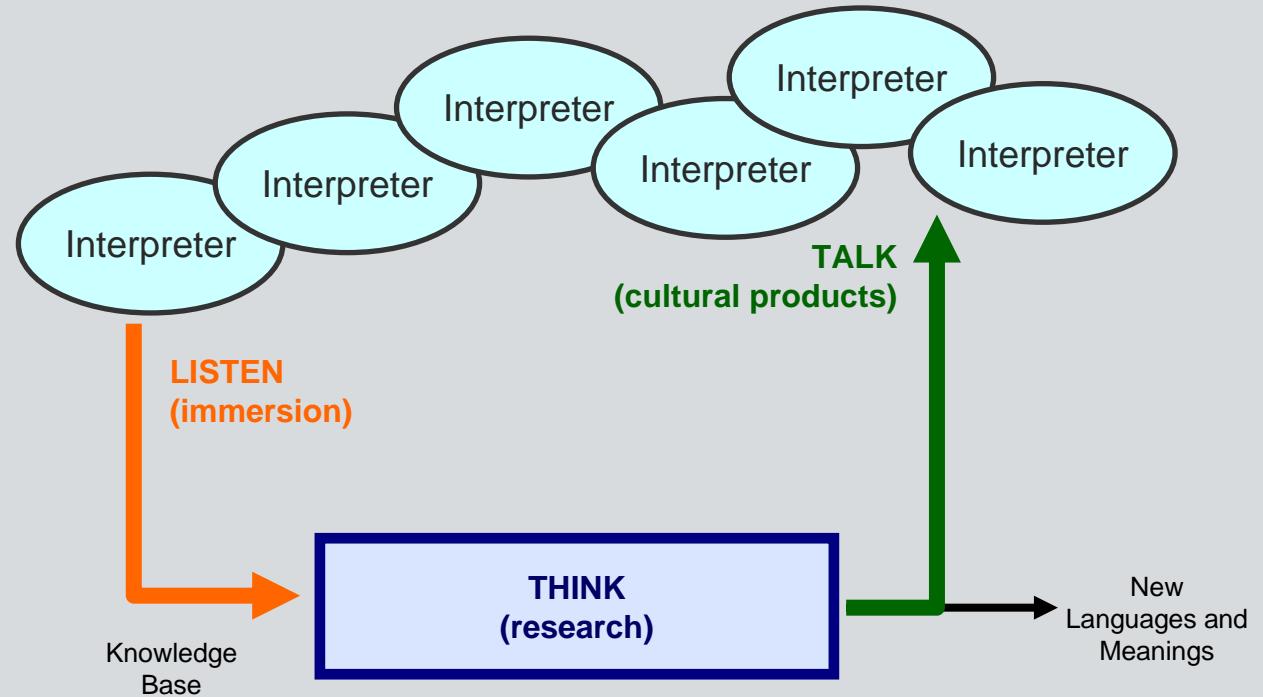 Interpreter
Interpreter
Interpreter
Interpreter
Interpreter
Interpreter
TALK
(cultural products)
LISTEN
(immersion)
THINK
(research)
Knowledge
Base
New
Languages and
Meanings